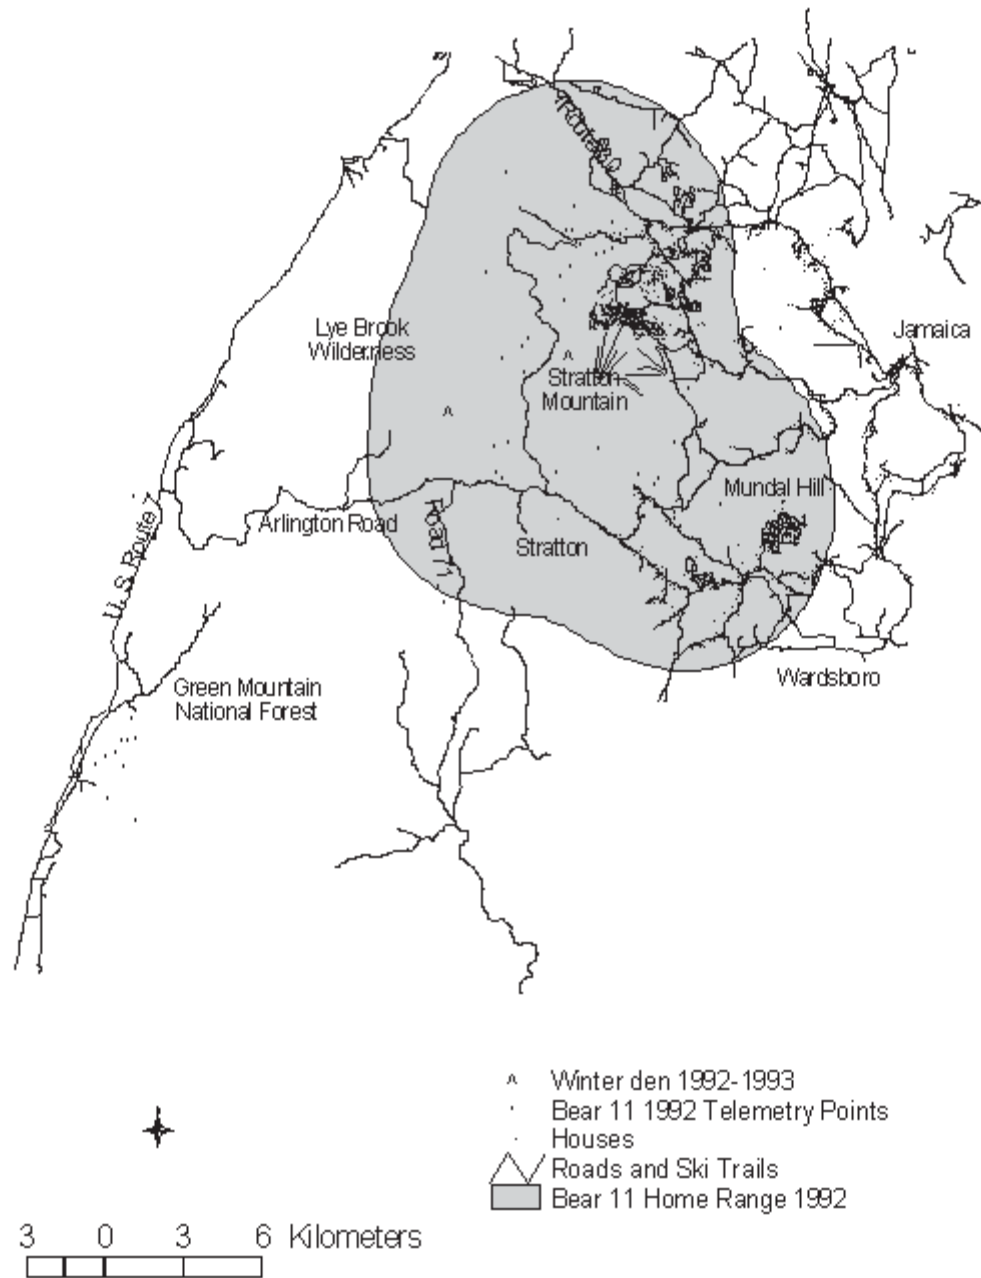 Route
Jamaica
Lye Brook
Wilderness
Stratton
Mountain
Mundal Hill
U. S. Route 7
Arlington Road
Road 71
Stratton
Wardsboro
Green Mountain
National Forest
^ Winter den 1992-1993
Bear 11 1992 Telemetry Points
Houses
Roads and Ski Trails
Bear 11 Home Range 1992
3 0 3 6 Kilometers